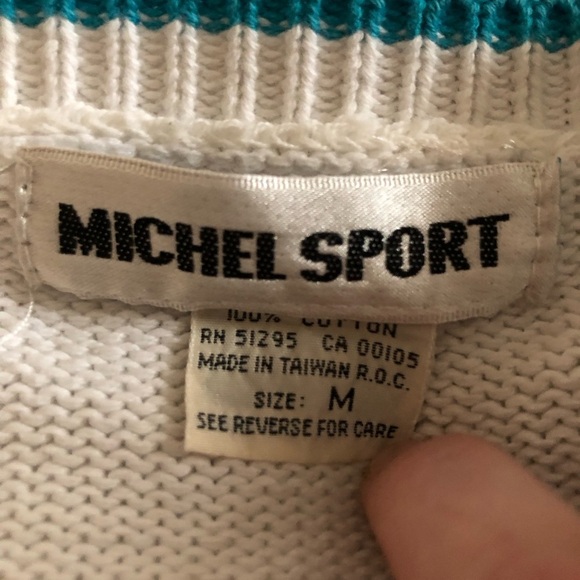 MICHEL SPORT
100% COTTON
RN 51295 CA 00105
MADE IN TAIWAN R.O.C.
SIZE: M
SEE REVERSE FOR CARE